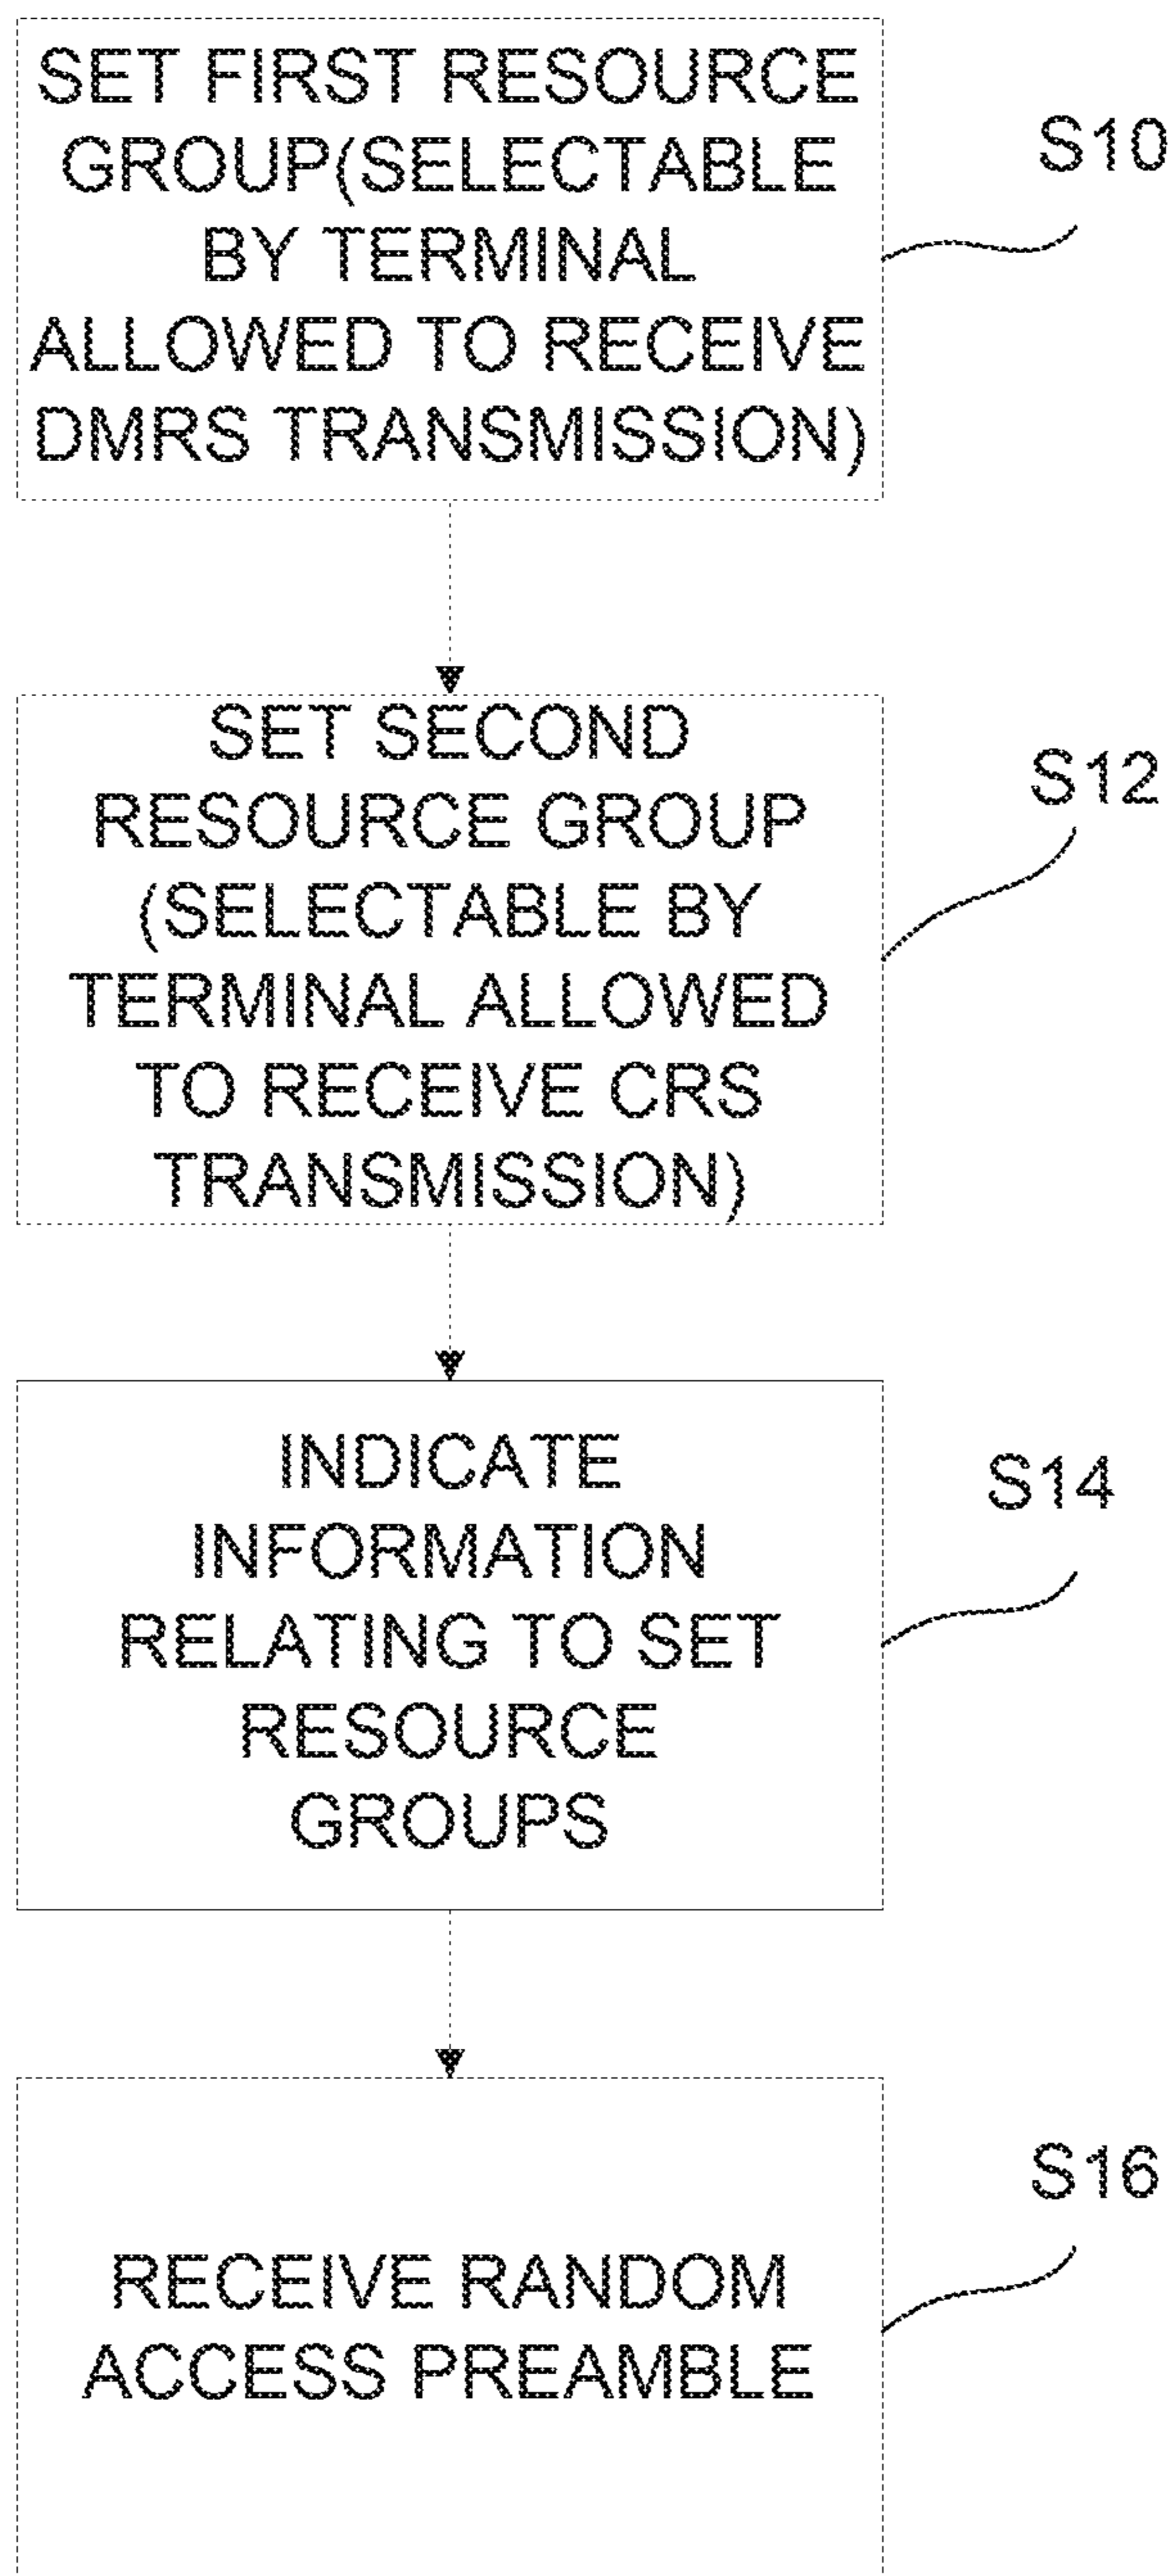 SET FIRST RESOURCE
GROUP(SELECTABLE
BY TERMINAL
ALLOWED TO RECEIVE
DMRS TRANSMISSION)
S10
SET SECOND
RESOURCE GROUP
(SELECTABLE BY
TERMINAL ALLOWED
TO RECEIVE CRS
TRANSMISSION)
S12
INDICATE
INFORMATION
RELATING TO SET
RESOURCE
GROUPS
S14
RECEIVE RANDOM
ACCESS PREAMBLE
S16